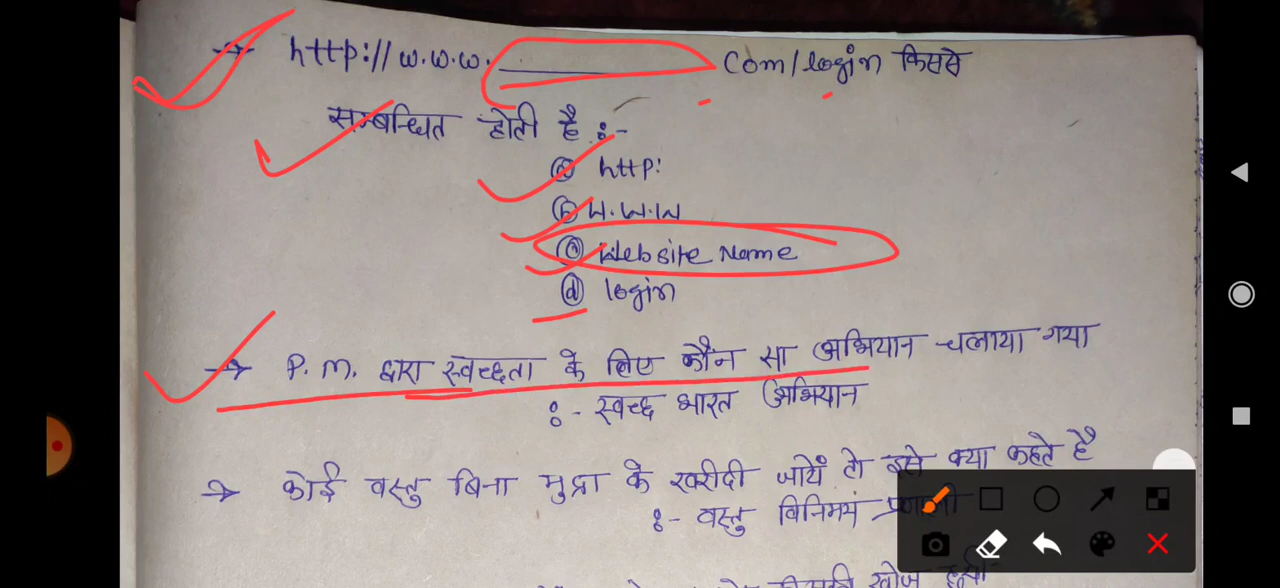 → http://w.w.w. ________ Com/login किससे
सम्बन्धित होती है :-
(a) http:
(b) W.W.W
(c) Website Name
(d) login
→ P.M. द्वारा स्वच्छता के लिए कौन सा अभियान चलाया गया
:- स्वच्छ भारत अभियान
→ कोई वस्तु बिना मुद्रा के खरीदी जायें तो इसे क्या कहते है
:- वस्तु विनिमय प्रणाली
खोज